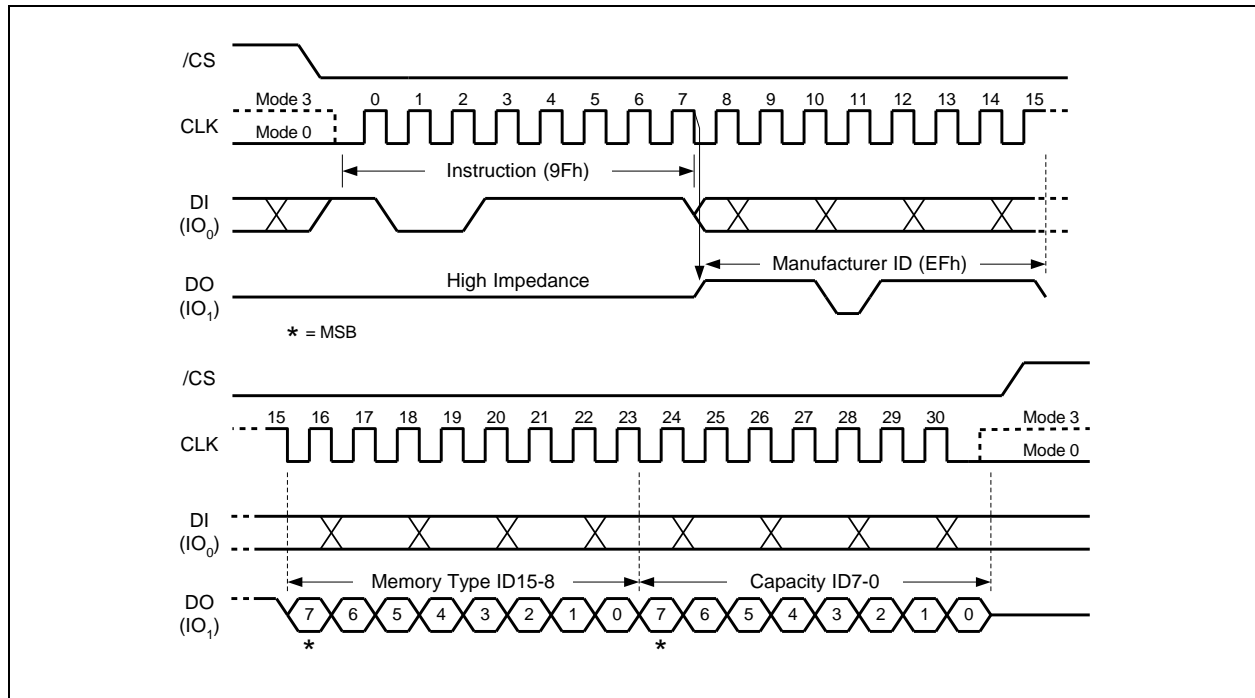 /CS
Mode 3 0 1 2 3 4 5 6 7 8 9 10 11 12 13 14 15
CLK
Mode 0
Instruction (9Fh)
DI
(IO0)
Manufacturer ID (EFh)
DO
(IO1)
High Impedance
* = MSB
/CS
15 16 17 18 19 20 21 22 23 24 25 26 27 28 29 30 Mode 3
CLK
Mode 0
DI
(IO0)
Memory Type ID15-8 Capacity ID7-0
DO
(IO1)
7 6 5 4 3 2 1 0 7 6 5 4 3 2 1 0
* *